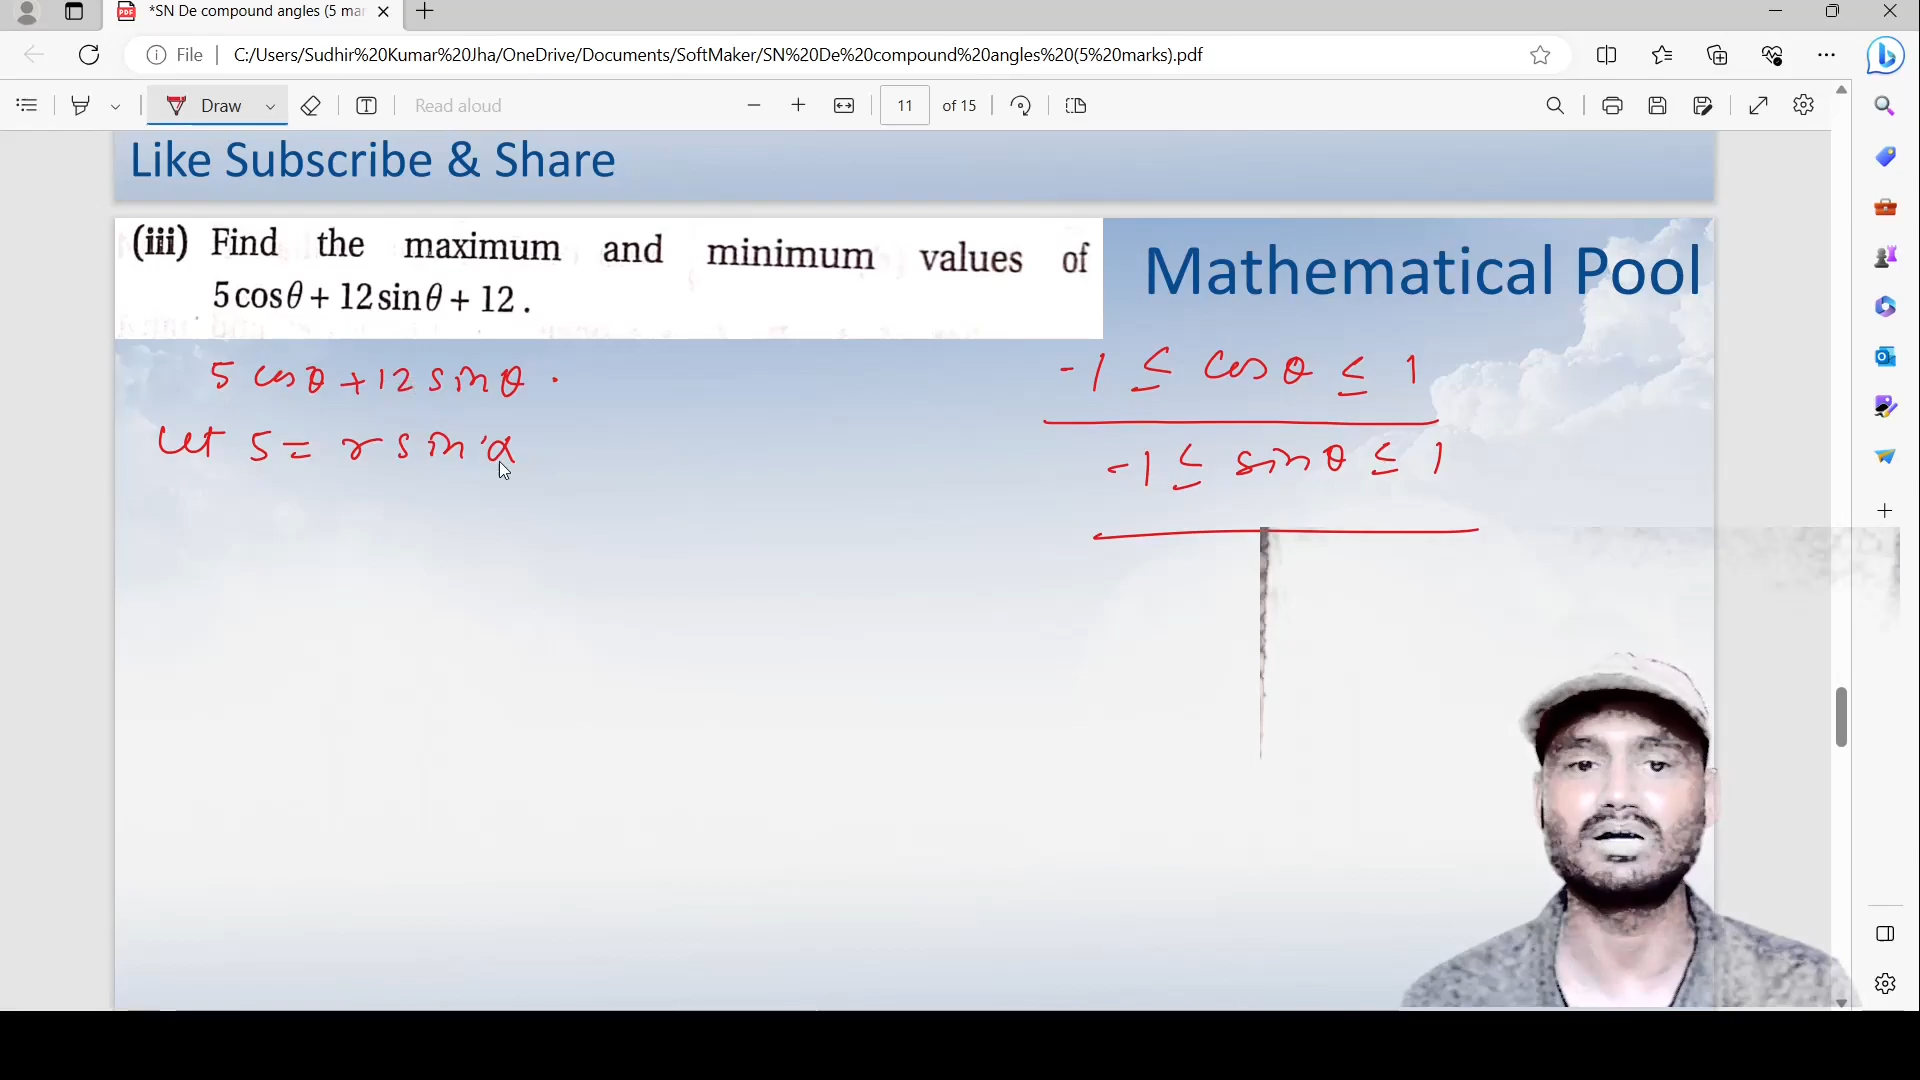 *SN De compound angles (5 mar
File C:/Users/Sudhir%20Kumar%20Jha/OneDrive/Documents/SoftMaker/SN%20De%20compound%20angles%20(5%20marks).pdf
Draw Read aloud 11 of 15
Like Subscribe & Share
(iii) Find the maximum and minimum values of
5cosθ + 12sinθ + 12.
Mathematical Pool
5 cosθ + 12 sinθ .
Let 5 = r sin α
-1 ≤ cos θ ≤ 1
-1 ≤ sinθ ≤ 1